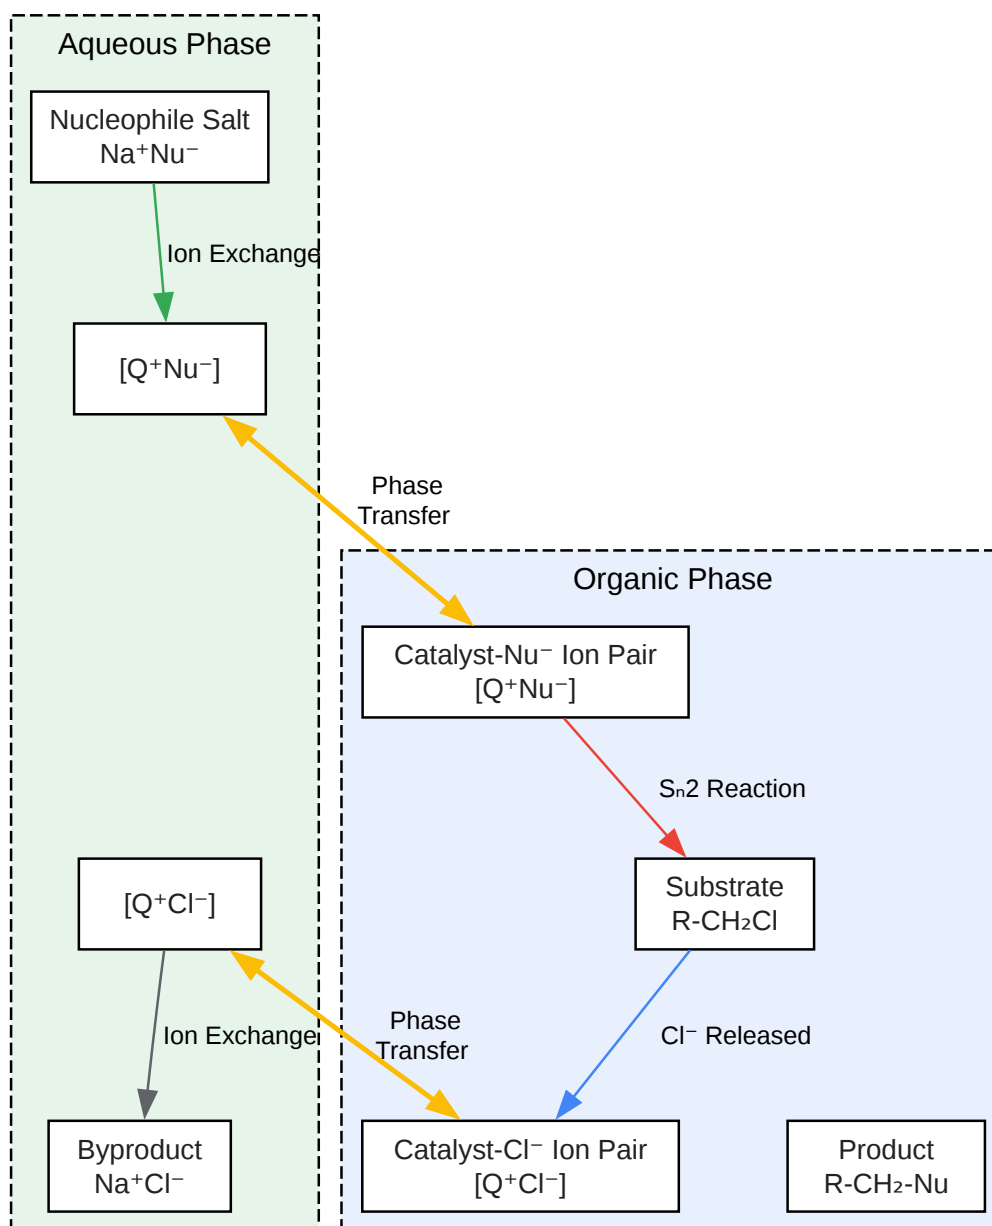 Aqueous Phase
Nucleophile Salt
Na⁺Nu⁻
Ion Exchange
[Q⁺Nu⁻]
Phase
Transfer
Organic Phase
Catalyst-Nu⁻ Ion Pair
[Q⁺Nu⁻]
Sₙ2 Reaction
[Q⁺Cl⁻]
Substrate
R-CH₂Cl
Ion Exchange
Phase
Transfer
Cl⁻ Released
Byproduct
Na⁺Cl⁻
Catalyst-Cl⁻ Ion Pair
[Q⁺Cl⁻]
Product
R-CH₂-Nu